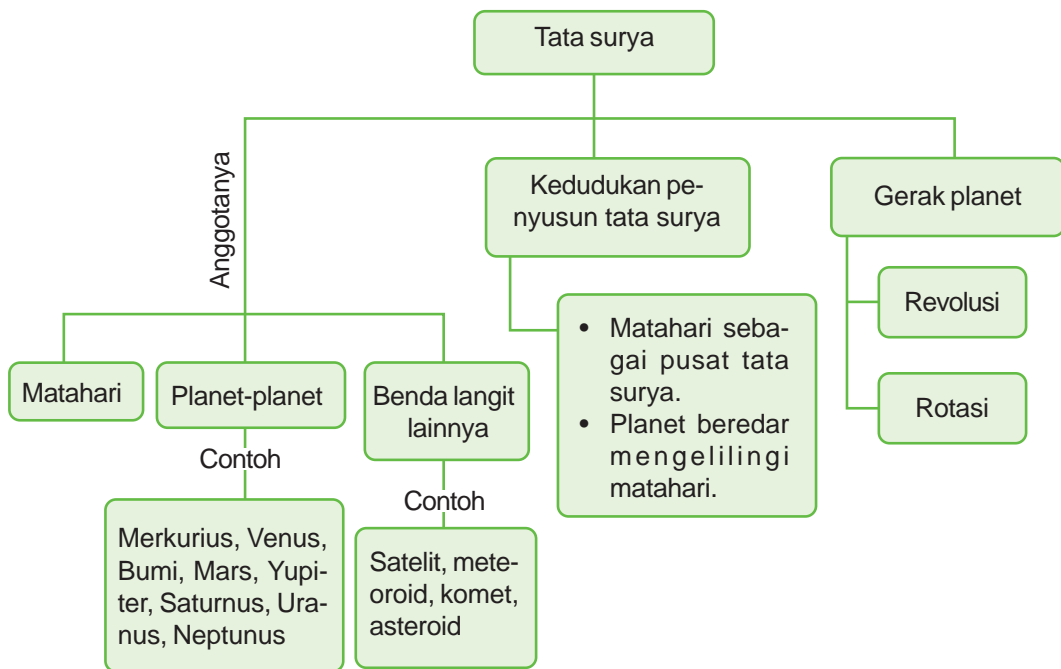 Tata surya
Anggotanya
Kedudukan pe-
nyusun tata surya
Gerak planet
Matahari
Planet-planet
Benda langit
lainnya
• Matahari seba-
gai pusat tata
surya.
• Planet beredar
mengelilingi
matahari.
Revolusi
Rotasi
Contoh
Merkurius, Venus,
Bumi, Mars, Yupi-
ter, Saturnus, Ura-
nus, Neptunus
Contoh
Satelit, mete-
oroid, komet,
asteroid